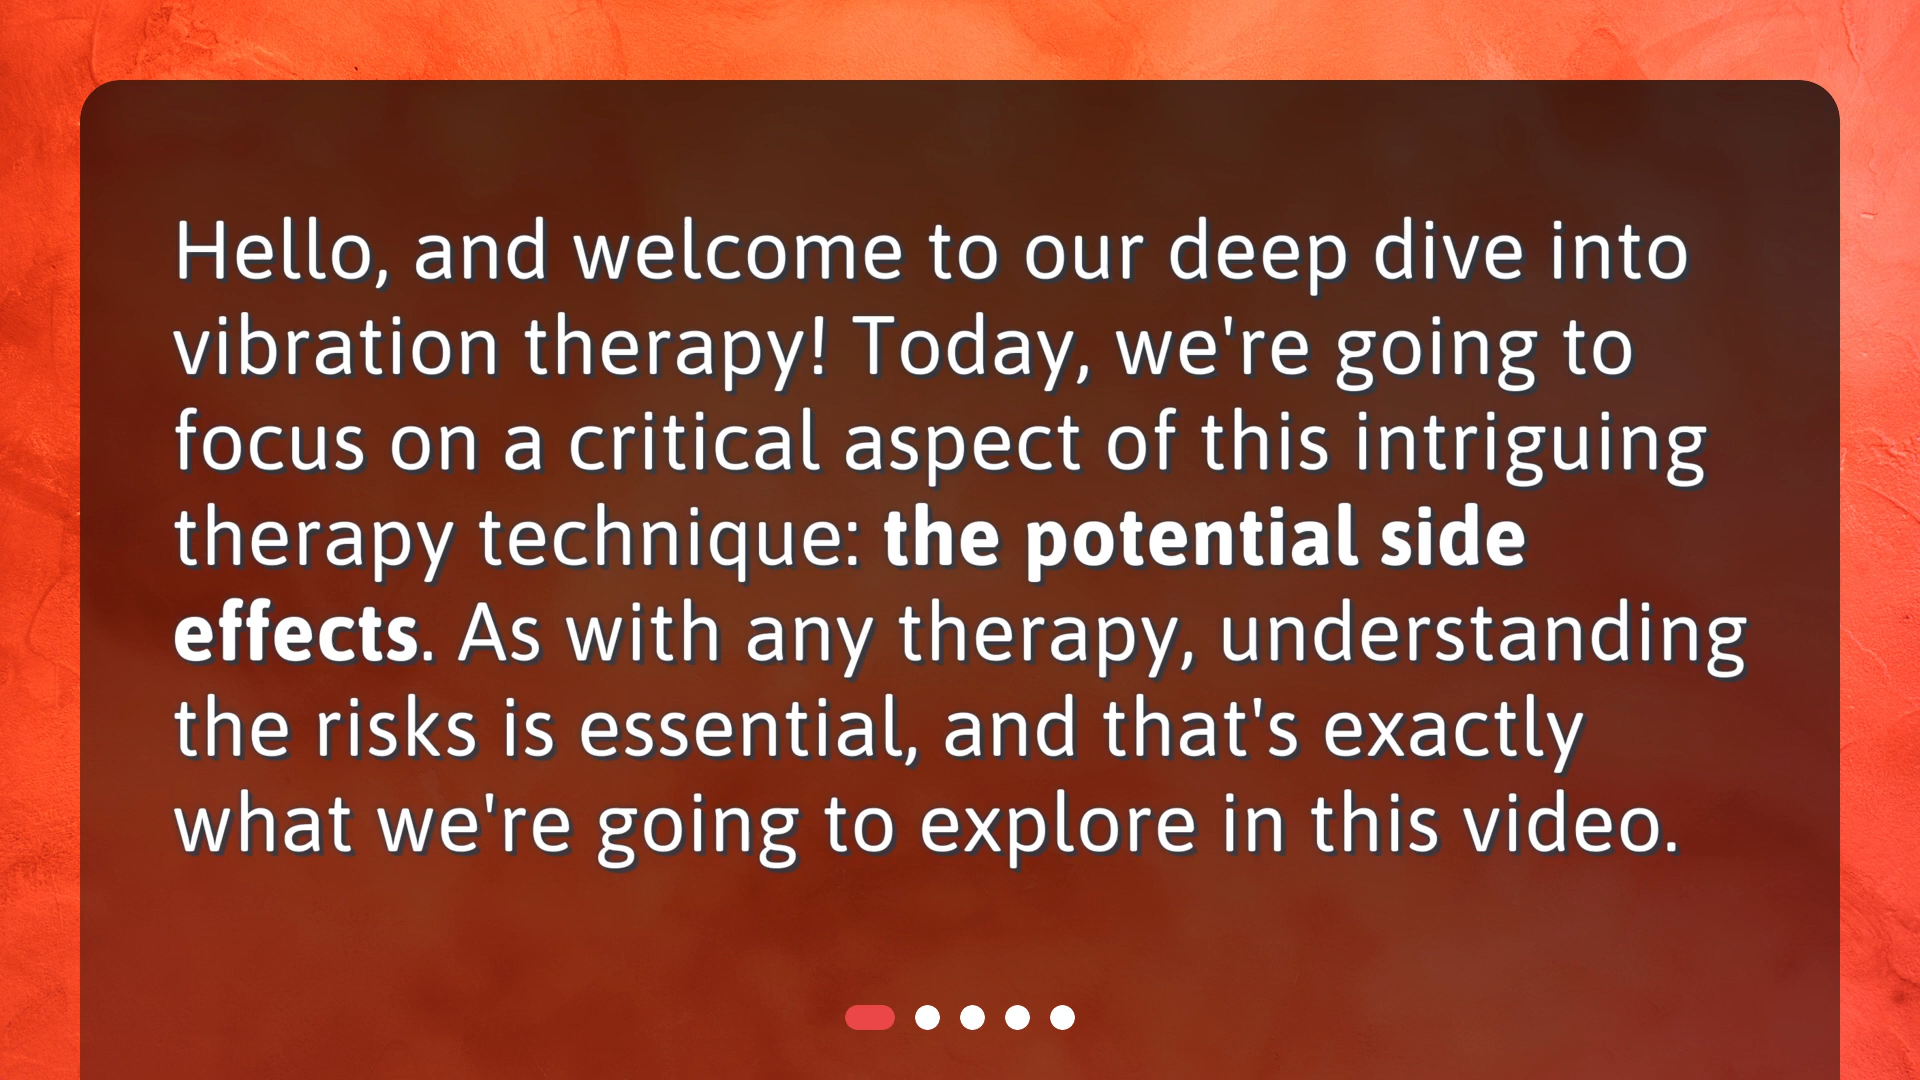 Hello, and welcome to our deep dive into
vibration therapy! Today, we're going to
focus on a critical aspect of this intriguing
therapy technique: the potential side
effects. As with any therapy, understanding
the risks is essential, and that's exactly
what we're going to explore in this video.